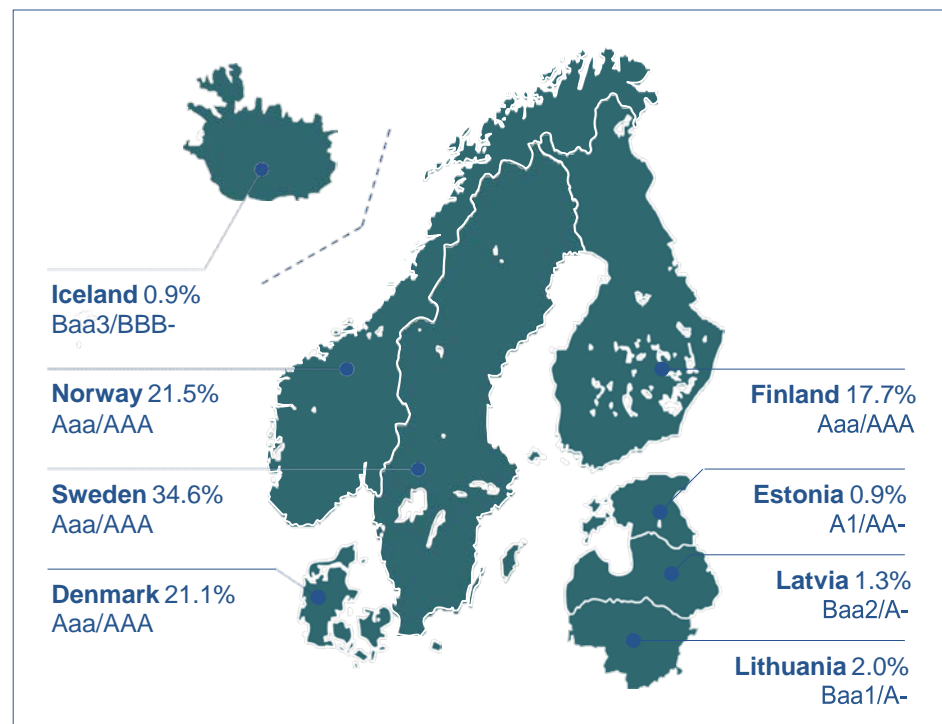 Iceland 0.9%
Baa3/BBB-
Norway 21.5%
Aaa/AAA
Sweden 34.6%
Aaa/AAA
Denmark 21.1%
Aaa/AAA
Finland 17.7%
Aaa/AAA
Estonia 0.9%
A1/AA-
Latvia 1.3%
Baa2/A-
Lithuania 2.0%
Baa1/A-